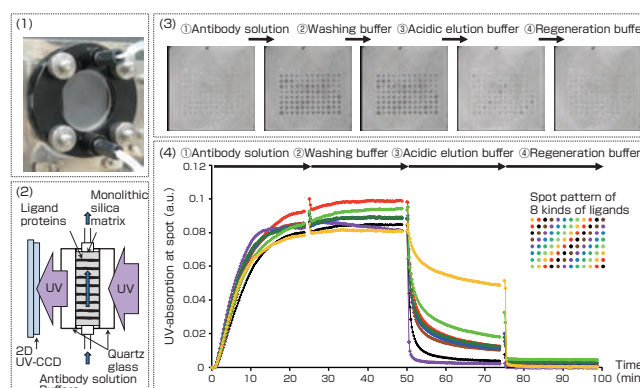 (1)
(2)
Ligand
proteins
Monolithic
silica
matrix
UV
UV
2D
UV-CCD
Quartz
glass
Antibody solution
(3)
①Antibody solution ②Washing buffer ③Acidic elution buffer ④Regeneration buffe
(4) ①Antibody solution ②Washing buffer ③Acidic elution buffer ④Regeneration buffer
UV-absorption at spot (a.u.)
0.12
0.1
0.08
0.06
0.04
0.02
0
0 10 20 30 40 50 60 70 80 90 100
Time
(min
Spot pattern of
8 kinds of ligands